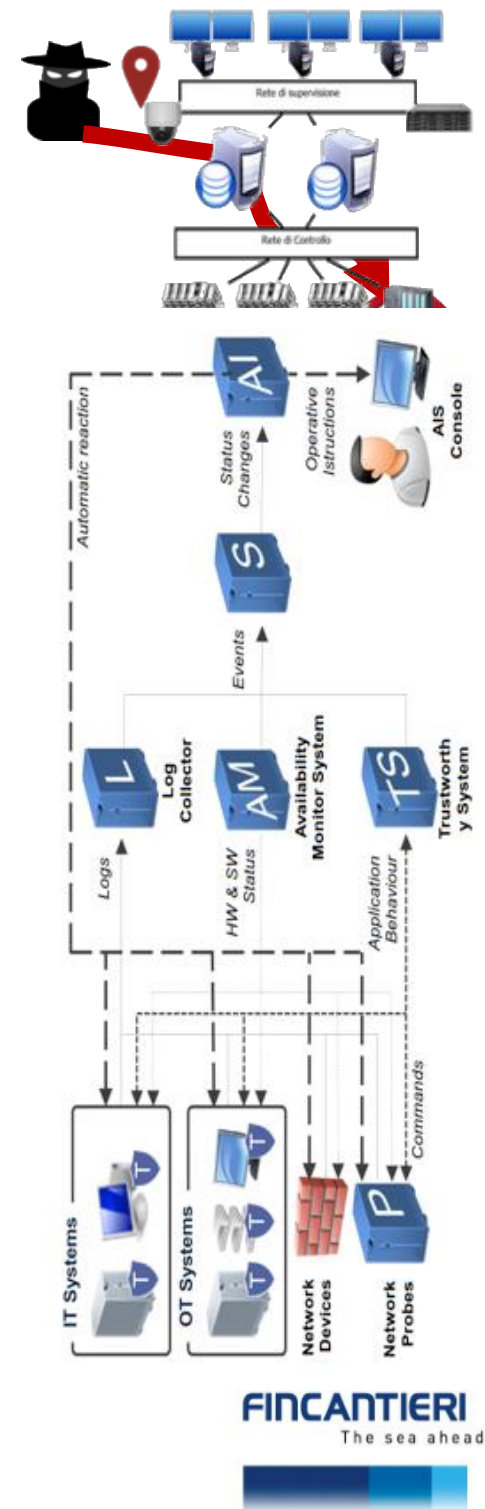 Rete di supervisione
Rete di Controllo
Automatic reaction
AI
Status
Changes
Operative
Istructions
AIS
Console
S
Events
L
Log
Collector
AM
Availability
Monitor System
TS
Trustworth
y System
Logs
HW & SW
Status
Application
Behaviour
Commands
IT Systems
T
T
OT Systems
T
T
Network
Devices
P
Network
Probes
FINCANTIERI
The sea ahead